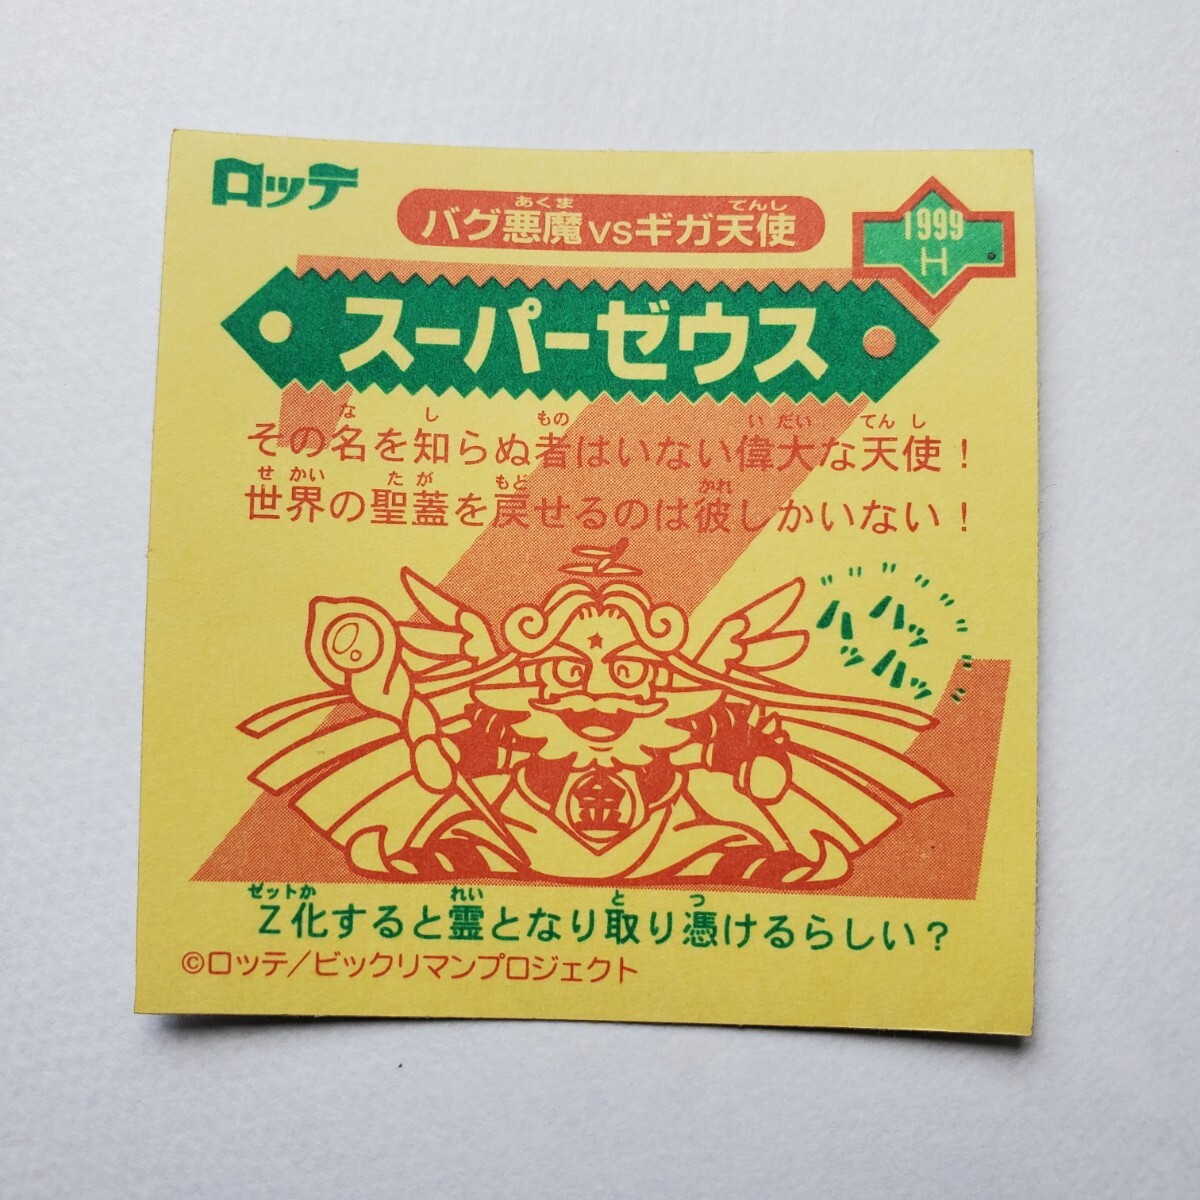 ロッテ
バグ悪魔vsギガ天使
あくま てんし
1999
H
スーパーゼウス
な し もの いだい てんし
その名を知らぬ者はいない偉大な天使！
せかい たが もど かれ
世界の聖蓋を戻せるのは彼しかいない！
ハッハッハッ
金
ゼットか れい と つ
Z化すると霊となり取り憑けるらしい？
©ロッテ／ビックリマンプロジェクト